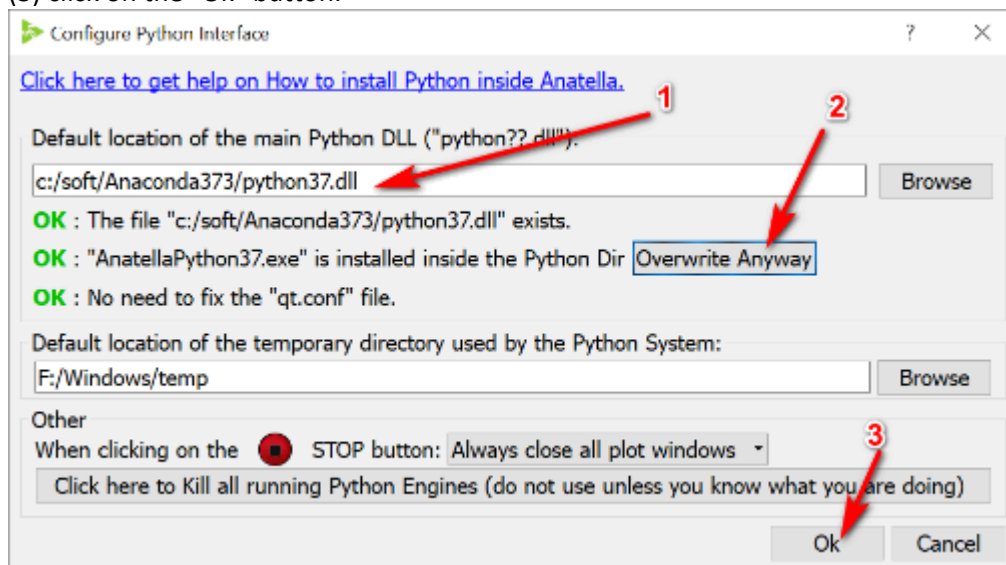 (3) click on the "Ok" button.
Configure Python Interface ? ×
Click here to get help on How to install Python inside Anatella.
1
2
Default location of the main Python DLL ("python??.dll"):
c:/soft/Anaconda373/python37.dll Browse
OK : The file "c:/soft/Anaconda373/python37.dll" exists.
OK : "AnatellaPython37.exe" is installed inside the Python Dir Overwrite Anyway
OK : No need to fix the "qt.conf" file.
Default location of the temporary directory used by the Python System:
F:/Windows/temp Browse
Other
3
When clicking on the STOP button: Always close all plot windows
Click here to Kill all running Python Engines (do not use unless you know what you are doing)
Ok Cancel